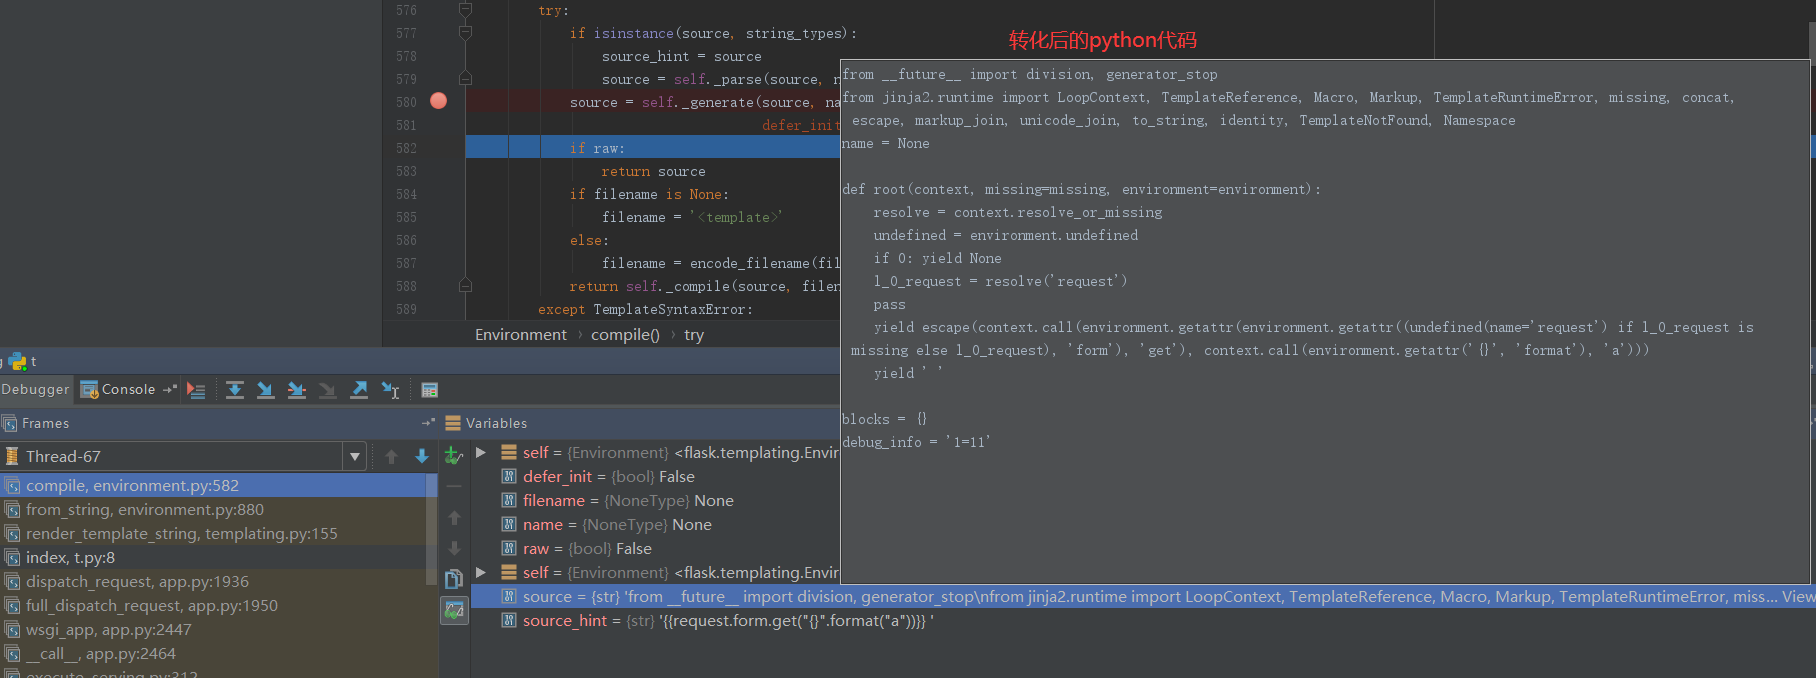 576 try:
577 if isinstance(source, string_types):
578 source_hint = source
579 source = self._parse(source, n
580 source = self._generate(source, na
581 defer_init
582 if raw:
583 return source
584 if filename is None:
585 filename = '<template>'
586 else:
587 filename = encode_filename(fil
588 return self._compile(source, filen
589 except TemplateSyntaxError:
Environment › compile() › try
转化后的python代码
from __future__ import division, generator_stop
from jinja2.runtime import LoopContext, TemplateReference, Macro, Markup, TemplateRuntimeError, missing, concat,
escape, markup_join, unicode_join, to_string, identity, TemplateNotFound, Namespace
name = None
def root(context, missing=missing, environment=environment):
resolve = context.resolve_or_missing
undefined = environment.undefined
if 0: yield None
l_0_request = resolve('request')
pass
yield escape(context.call(environment.getattr(environment.getattr((undefined(name='request') if l_0_request is
missing else l_0_request), 'form'), 'get'), context.call(environment.getattr('{}', 'format'), 'a')))
yield ' '
blocks = {}
debug_info = '1=11'
t
Debugger Console
Frames
Thread-67
compile, environment.py:582
from_string, environment.py:880
render_template_string, templating.py:155
index, t.py:8
dispatch_request, app.py:1936
full_dispatch_request, app.py:1950
wsgi_app, app.py:2447
__call__, app.py:2464
execute, serving.py:312
Variables
self = {Environment} <flask.templating.Envir
defer_init = {bool} False
filename = {NoneType} None
name = {NoneType} None
raw = {bool} False
self = {Environment} <flask.templating.Envir
source = {str} 'from __future__ import division, generator_stop\nfrom jinja2.runtime import LoopContext, TemplateReference, Macro, Markup, TemplateRuntimeError, miss... View
source_hint = {str} '{{request.form.get("{}".format("a"))}} '